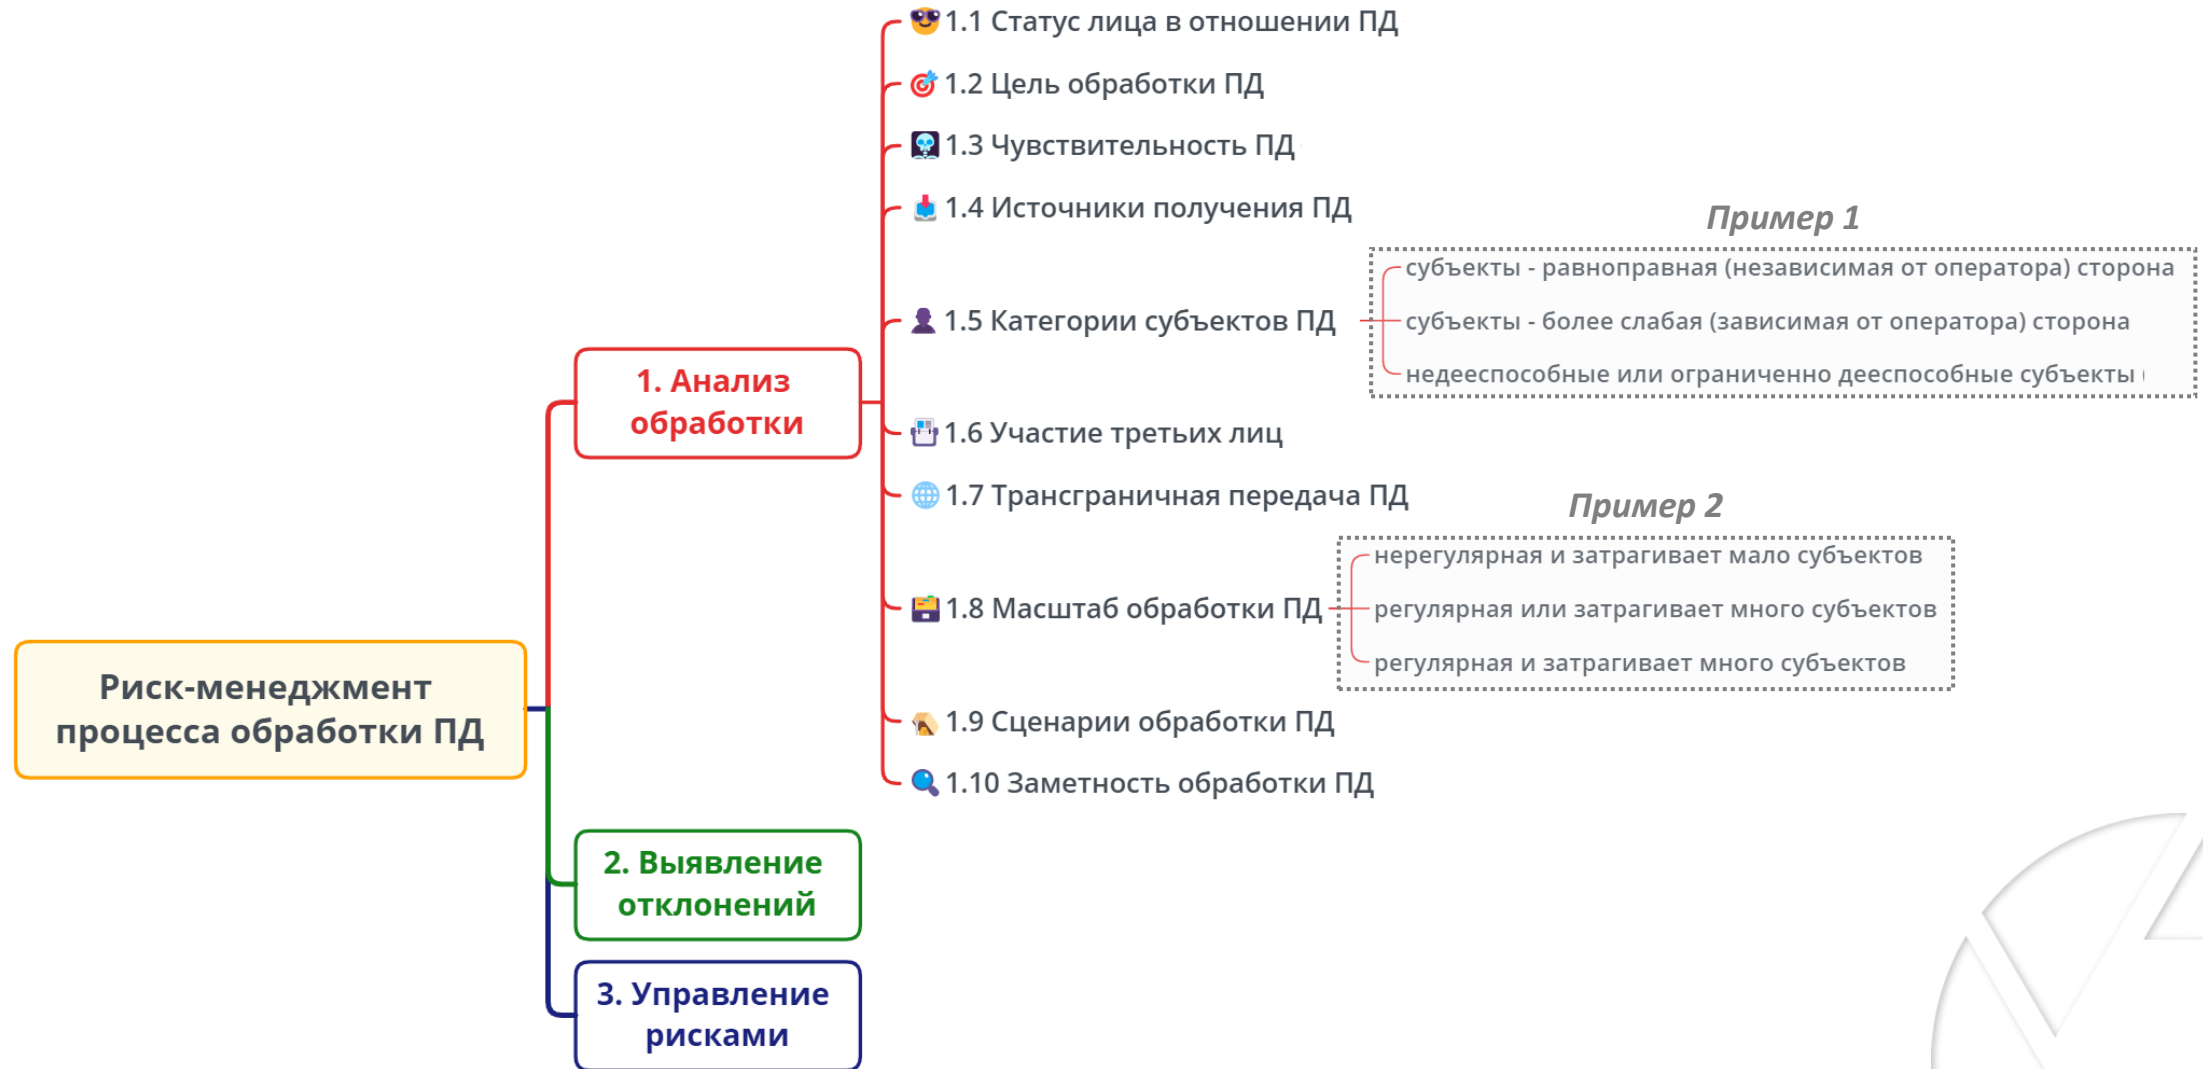 1.1 Статус лица в отношении ПД
1.2 Цель обработки ПД
1.3 Чувствительность ПД
1.4 Источники получения ПД
Пример 1
субъекты - равноправная (независимая от оператора) сторона
1.5 Категории субъектов ПД
субъекты - более слабая (зависимая от оператора) сторона
недееспособные или ограниченно дееспособные субъекты (
1. Анализ
обработки
1.6 Участие третьих лиц
1.7 Трансграничная передача ПД
Пример 2
нерегулярная и затрагивает мало субъектов
1.8 Масштаб обработки ПД
регулярная или затрагивает много субъектов
регулярная и затрагивает много субъектов
Риск-менеджмент
процесса обработки ПД
1.9 Сценарии обработки ПД
1.10 Заметность обработки ПД
2. Выявление
отклонений
3. Управление
рисками